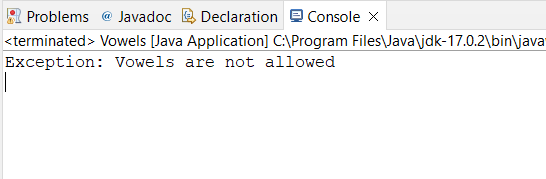 Problems @ Javadoc Declaration Console
<terminated> Vowels [Java Application] C:\Program Files\Java\jdk-17.0.2\bin\java
Exception: Vowels are not allowed